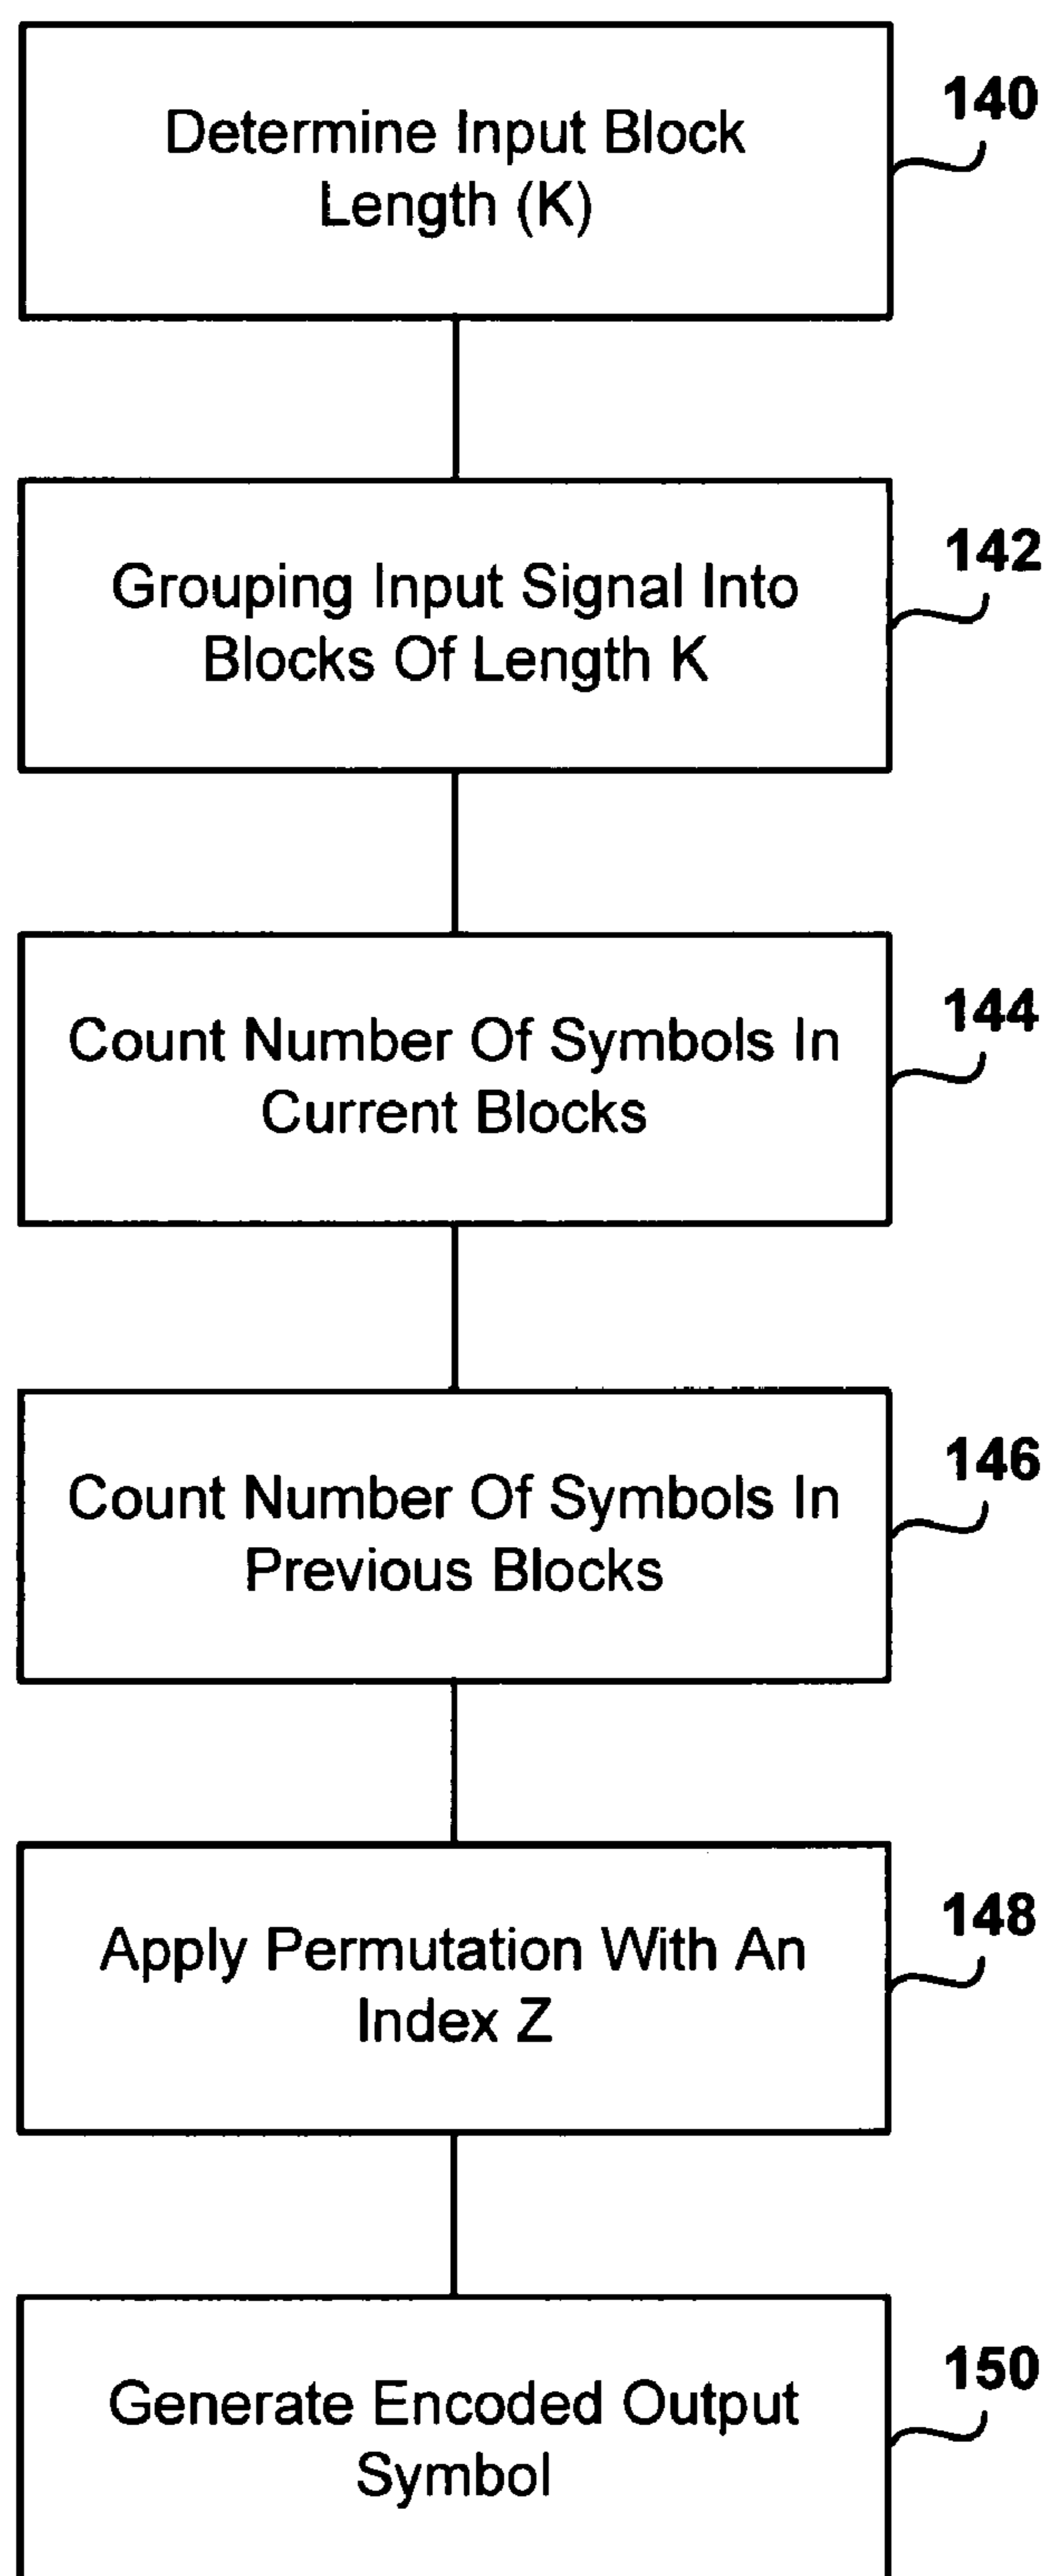 Determine Input Block
Length (K)
140
Grouping Input Signal Into
Blocks Of Length K
142
Count Number Of Symbols In
Current Blocks
144
Count Number Of Symbols In
Previous Blocks
146
Apply Permutation With An
Index Z
148
Generate Encoded Output
Symbol
150